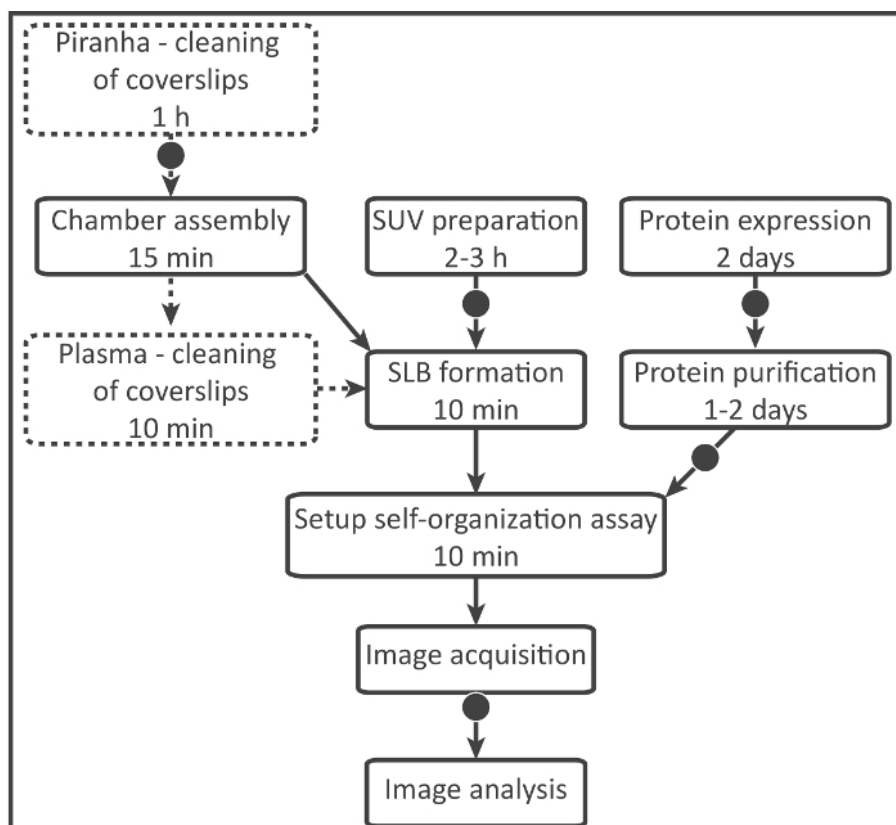 Piranha - cleaning
of coverslips
1 h
Chamber assembly
15 min
SUV preparation
2-3 h
Protein expression
2 days
Plasma - cleaning
of coverslips
10 min
SLB formation
10 min
Protein purification
1-2 days
Setup self-organization assay
10 min
Image acquisition
Image analysis